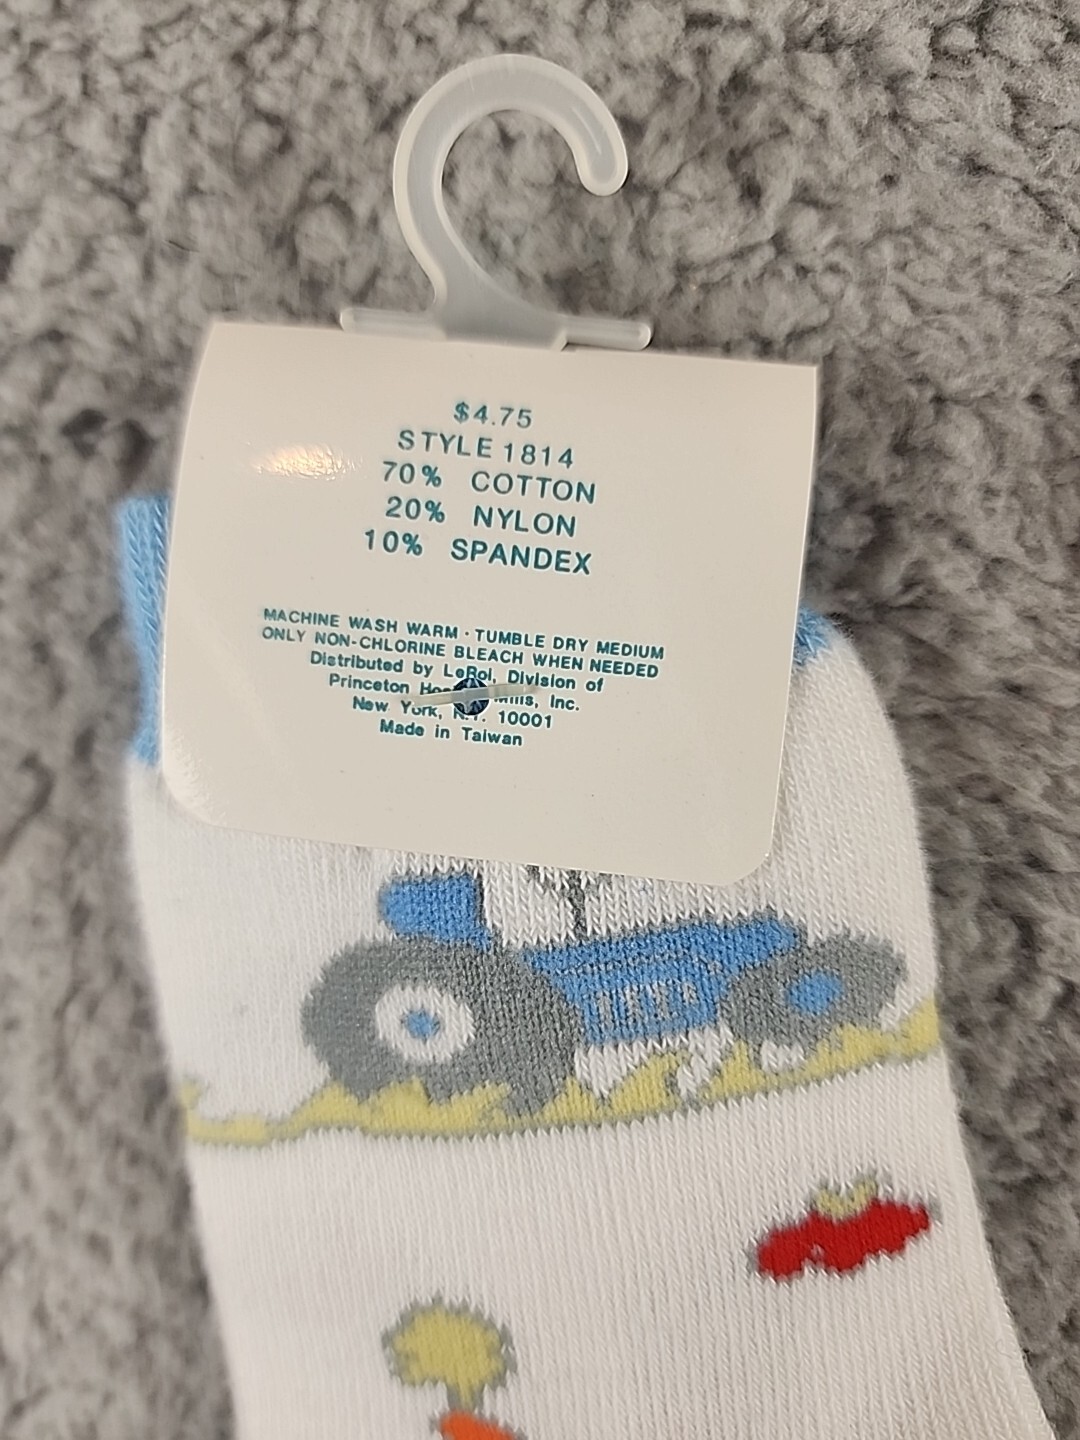 $4.75
STYLE 1814
70% COTTON
20% NYLON
10% SPANDEX
MACHINE WASH WARM · TUMBLE DRY MEDIUM
ONLY NON-CHLORINE BLEACH WHEN NEEDED
Distributed by LeRoi, Division of
Princeton Mills, Inc.
New York, N.Y. 10001
Made in Taiwan